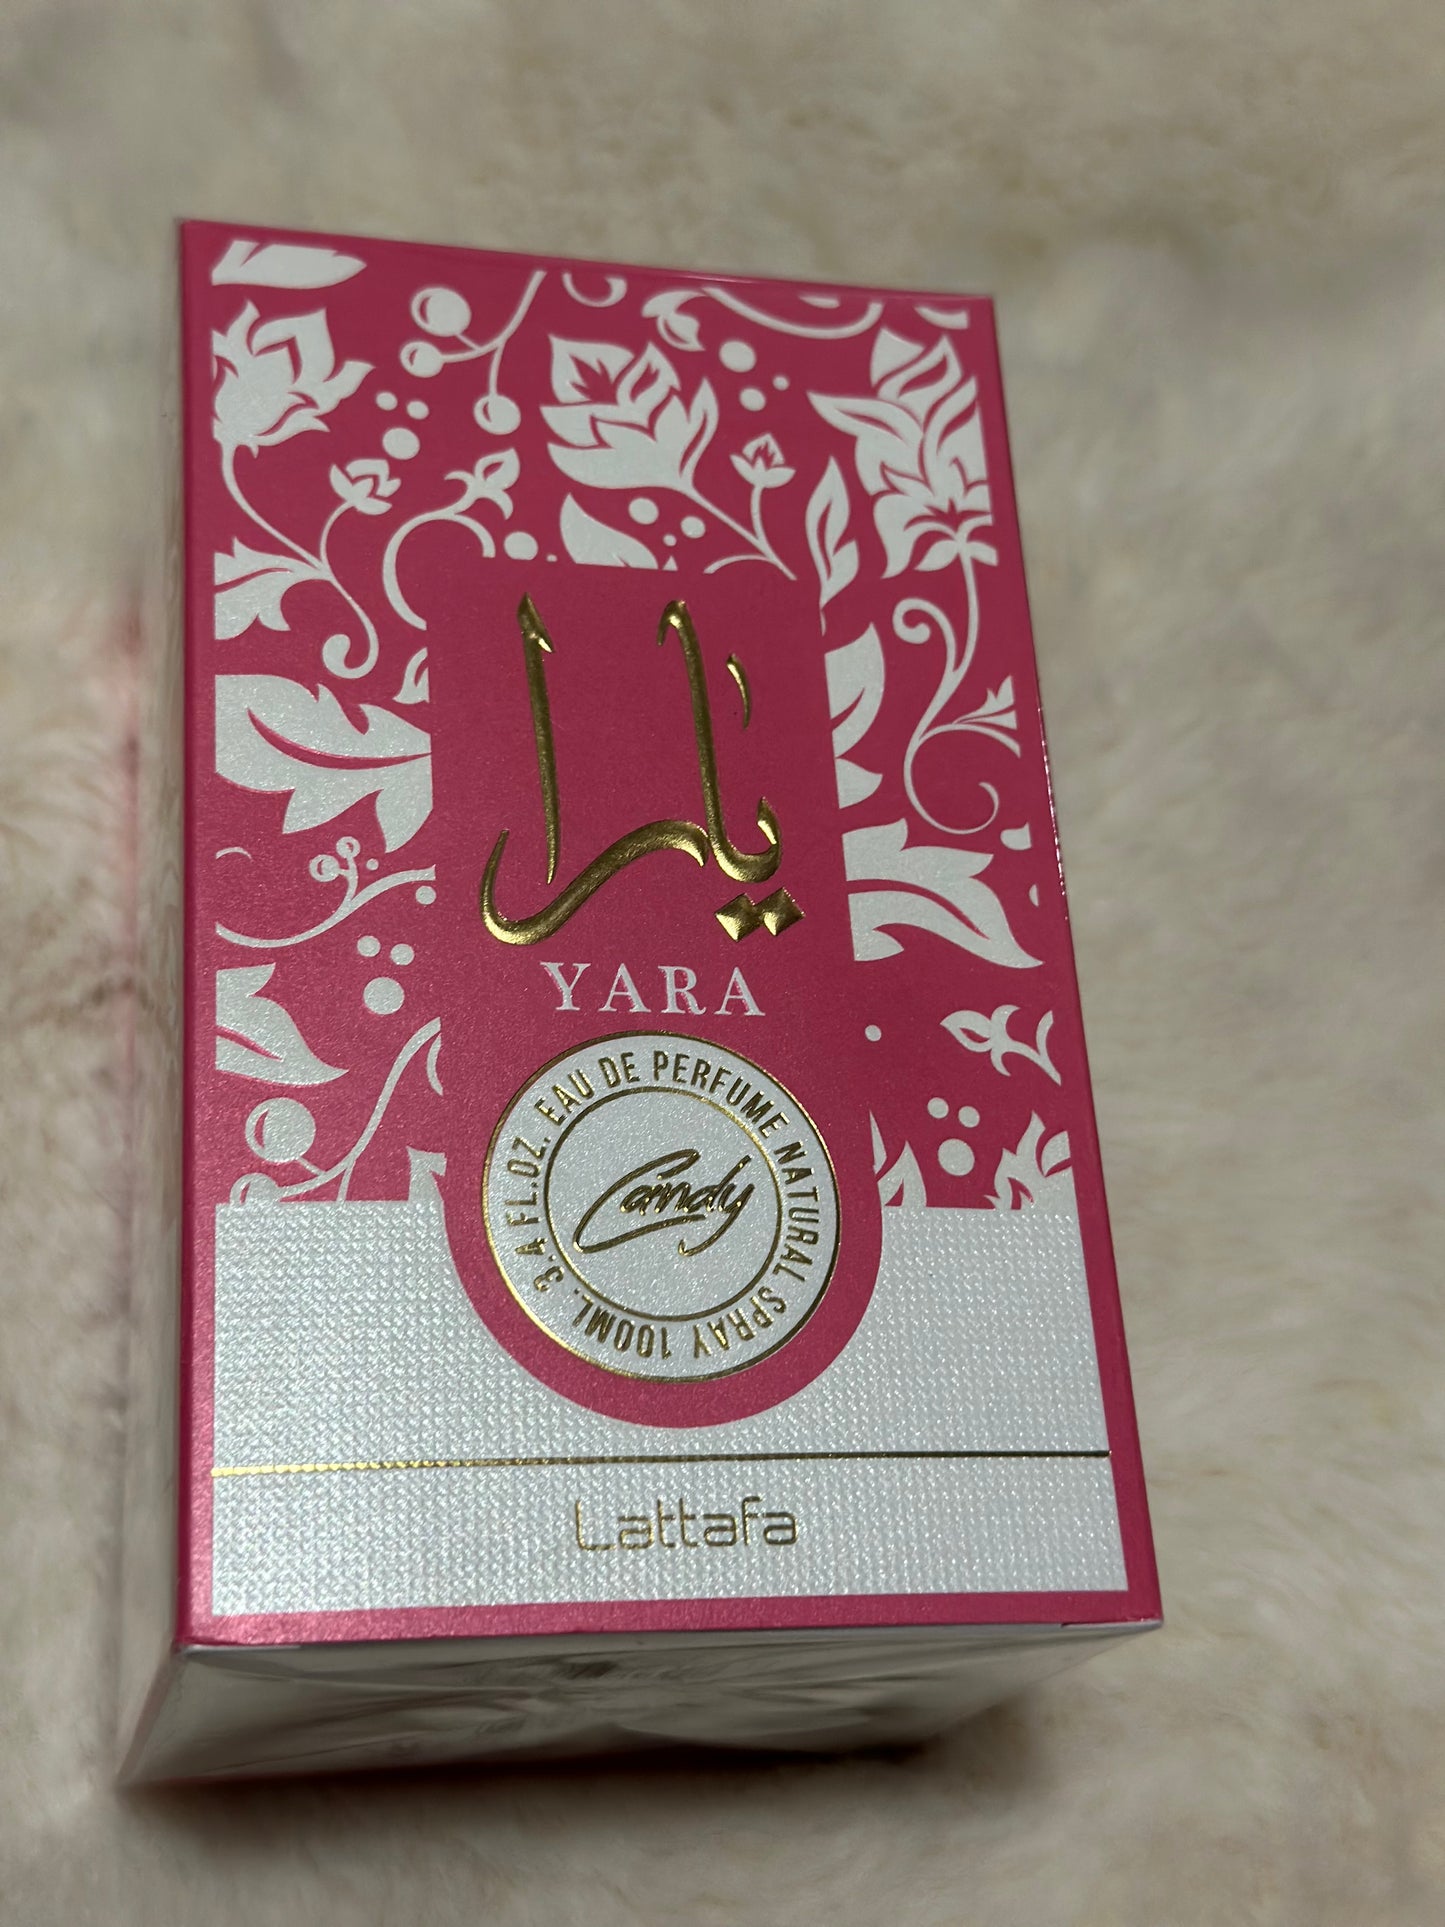 يارا
YARA
3.4 FL.OZ. EAU DE PERFUME NATURAL SPRAY 100ML.
Candy
Lattafa